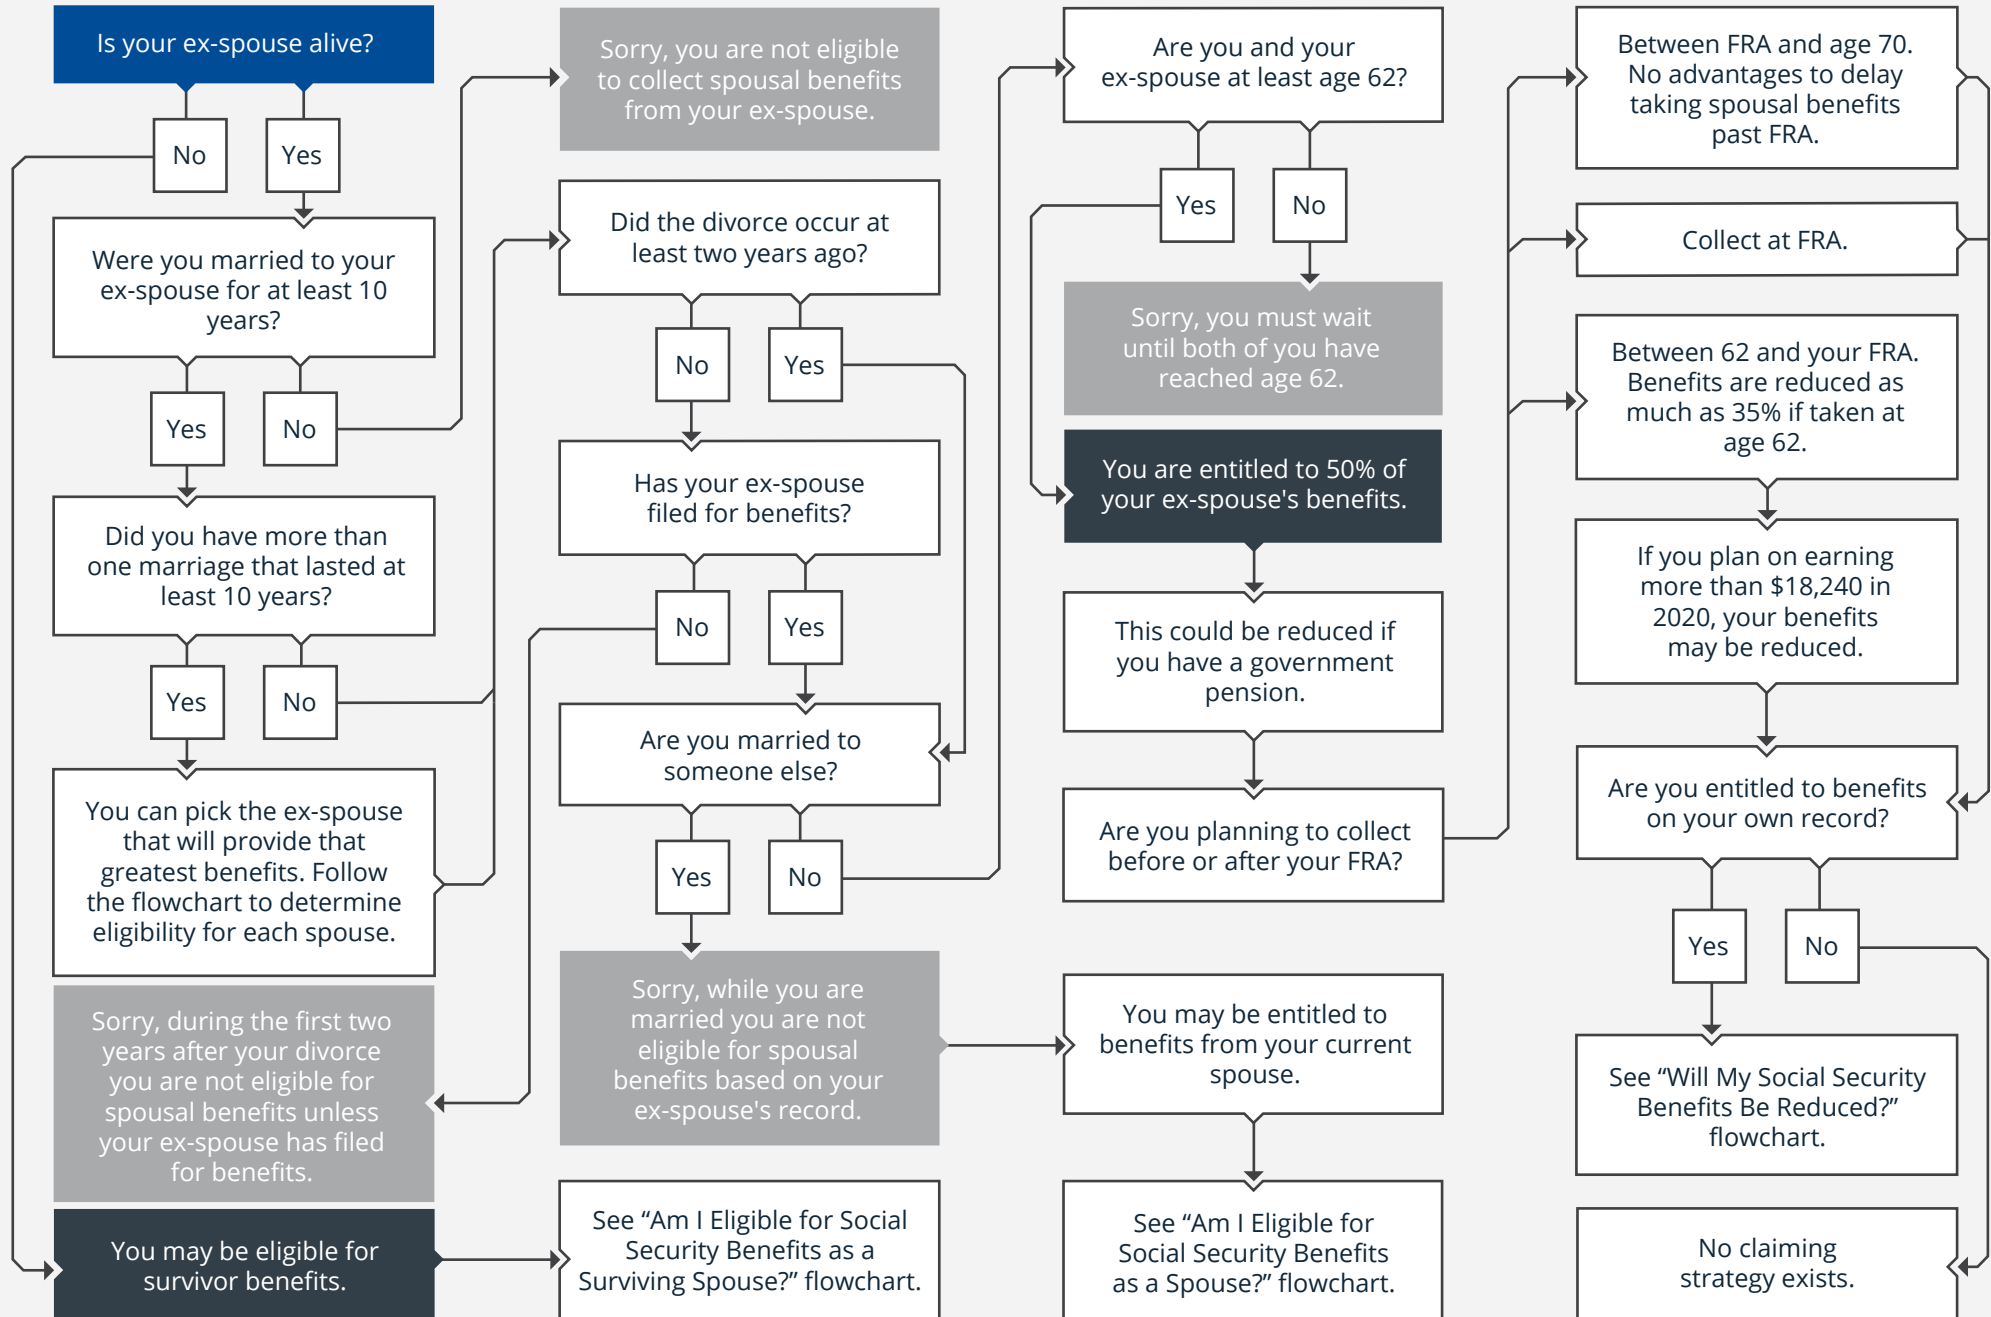 Is your ex-spouse alive?
No
Yes
Were you married to your
ex-spouse for at least 10
years?
Yes
No
Did you have more than
one marriage that lasted at
least 10 years?
Yes
No
You can pick the ex-spouse
that will provide that
greatest benefits. Follow
the flowchart to determine
eligibility for each spouse.
Sorry, during the first two
years after your divorce
you are not eligible for
spousal benefits unless
your ex-spouse has filed
for benefits.
You may be eligible for
survivor benefits.
Sorry, you are not eligible
to collect spousal benefits
from your ex-spouse.
Did the divorce occur at
least two years ago?
No
Yes
Has your ex-spouse
filed for benefits?
No
Yes
Are you married to
someone else?
Yes
No
Sorry, while you are
married you are not
eligible for spousal
benefits based on your
ex-spouse's record.
See “Am I Eligible for Social
Security Benefits as a
Surviving Spouse?” flowchart.
Are you and your
ex-spouse at least age 62?
Yes
No
Sorry, you must wait
until both of you have
reached age 62.
You are entitled to 50% of
your ex-spouse's benefits.
This could be reduced if
you have a government
pension.
Are you planning to collect
before or after your FRA?
You may be entitled to
benefits from your current
spouse.
See “Am I Eligible for
Social Security Benefits
as a Spouse?” flowchart.
Between FRA and age 70.
No advantages to delay
taking spousal benefits
past FRA.
Collect at FRA.
Between 62 and your FRA.
Benefits are reduced as
much as 35% if taken at
age 62.
If you plan on earning
more than $18,240 in
2020, your benefits
may be reduced.
Are you entitled to benefits
on your own record?
Yes
No
See “Will My Social Security
Benefits Be Reduced?”
flowchart.
No claiming
strategy exists.